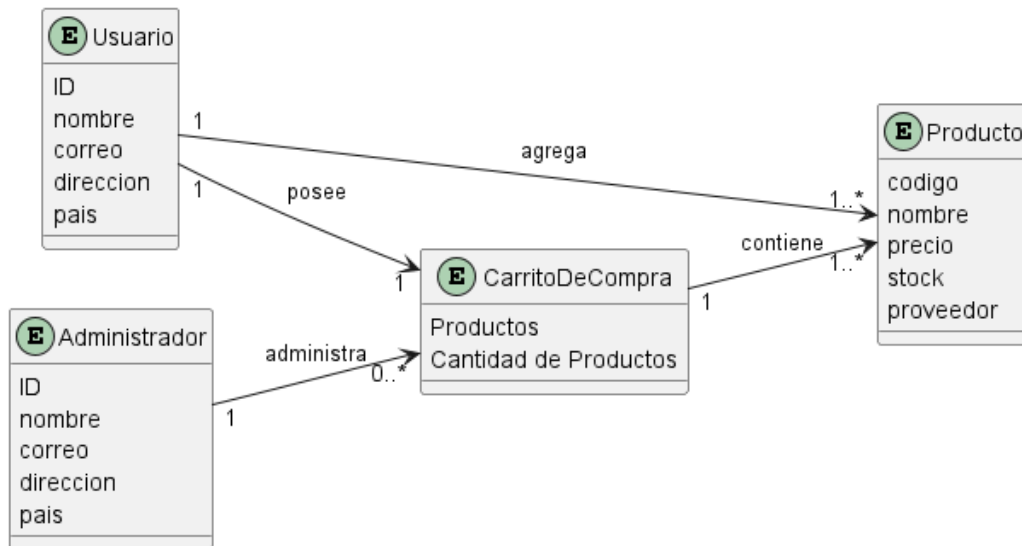 E Usuario
ID
nombre
correo
direccion
pais
1
agrega
1..*
1
posee
1
E Producto
codigo
nombre
precio
stock
proveedor
E CarritoDeCompra
Productos
Cantidad de Productos
contiene
1
1..*
E Administrador
ID
nombre
correo
direccion
pais
administra
1
0..*